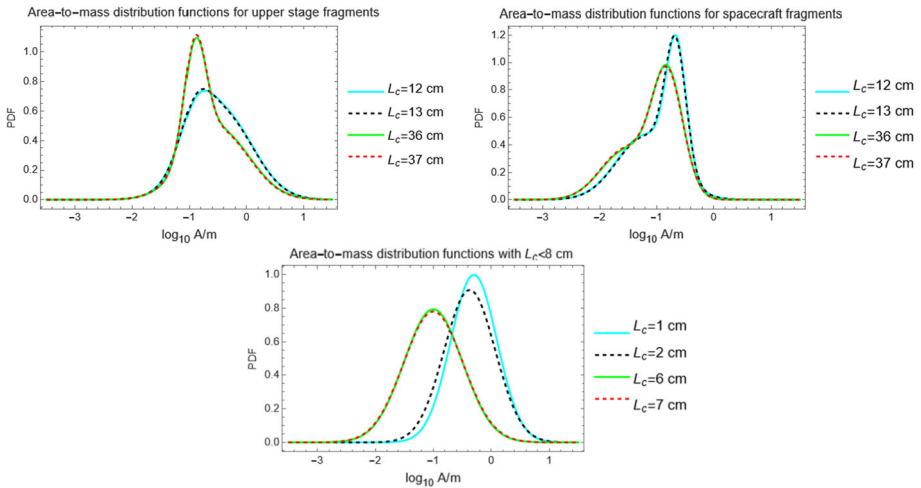 Area-to-mass distribution functions for upper stage fragments
1.0
0.8
0.6
0.4
0.2
0.0
PDF
-3
-2
-1
0
1
log10 A/m
Lc=12 cm
Lc=13 cm
Lc=36 cm
Lc=37 cm
Area-to-mass distribution functions for spacecraft fragments
1.2
1.0
0.8
0.6
0.4
0.2
0.0
PDF
-3
-2
-1
0
1
log10 A/m
Lc=12 cm
Lc=13 cm
Lc=36 cm
Lc=37 cm
Area-to-mass distribution functions with Lc<8 cm
1.0
0.8
0.6
0.4
0.2
0.0
PDF
-3
-2
-1
0
1
log10 A/m
Lc=1 cm
Lc=2 cm
Lc=6 cm
Lc=7 cm